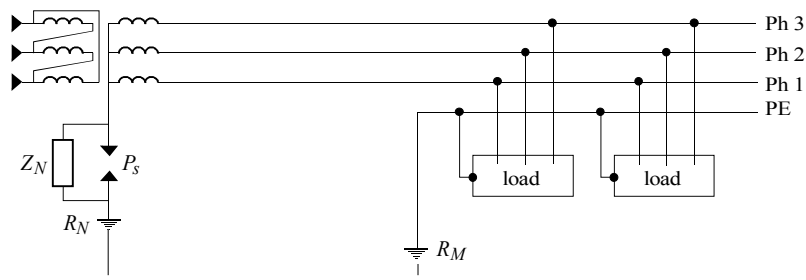 Ph 3
Ph 2
Ph 1
PE
Z_N
P_s
load
load
R_N
R_M